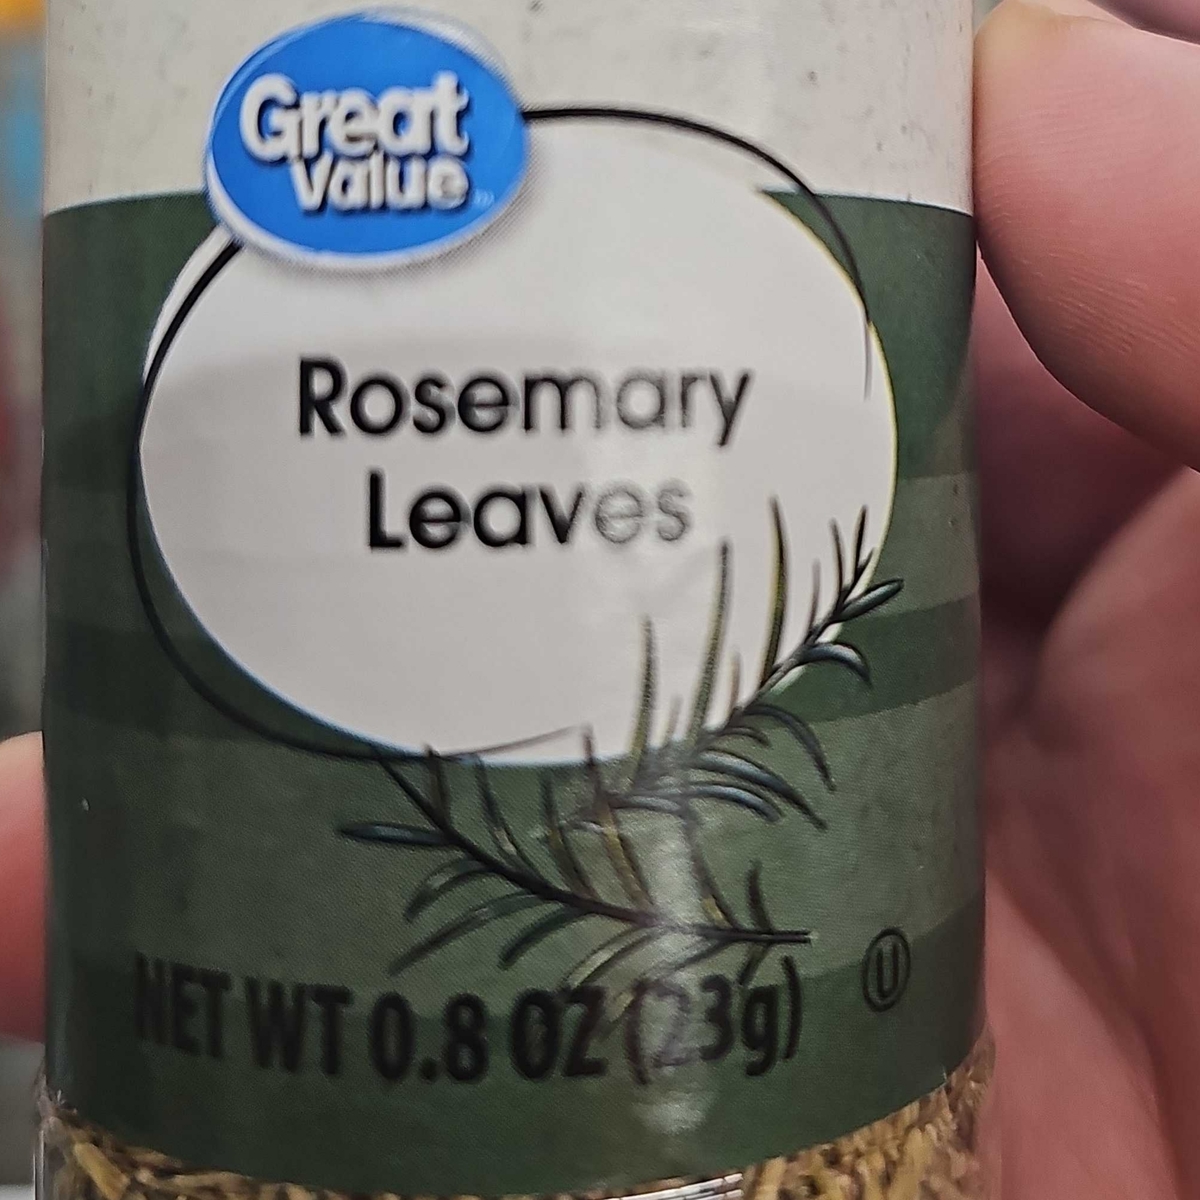 Great
Value
Rosemary
Leaves
NET WT 0.8 OZ (23g)
U